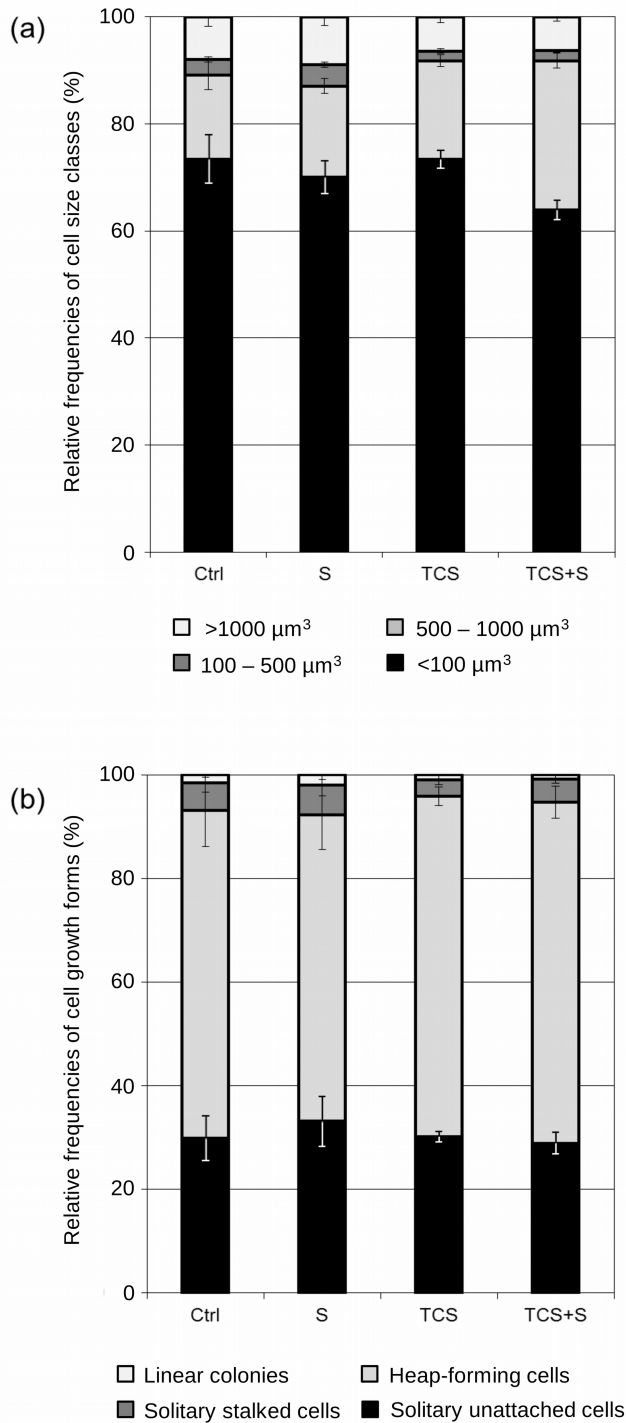 (a)
Relative frequencies of cell size classes (%)
100
80
60
40
20
0
Ctrl S TCS TCS+S
>1000 µm³ 500 – 1000 µm³
100 – 500 µm³ <100 µm³
(b)
Relative frequencies of cell growth forms (%)
100
80
60
40
20
0
Ctrl S TCS TCS+S
Linear colonies Heap-forming cells
Solitary stalked cells Solitary unattached cells